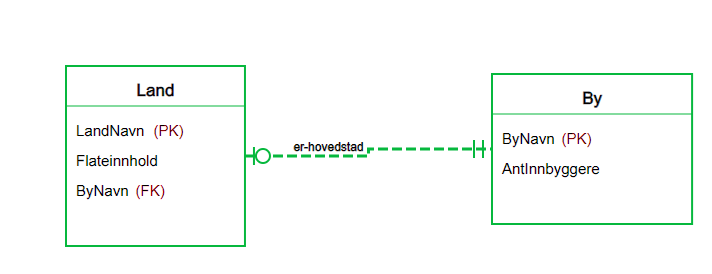 Land
LandNavn (PK)
Flateinnhold
ByNavn (FK)
er-hovedstad
By
ByNavn (PK)
AntInnbyggere